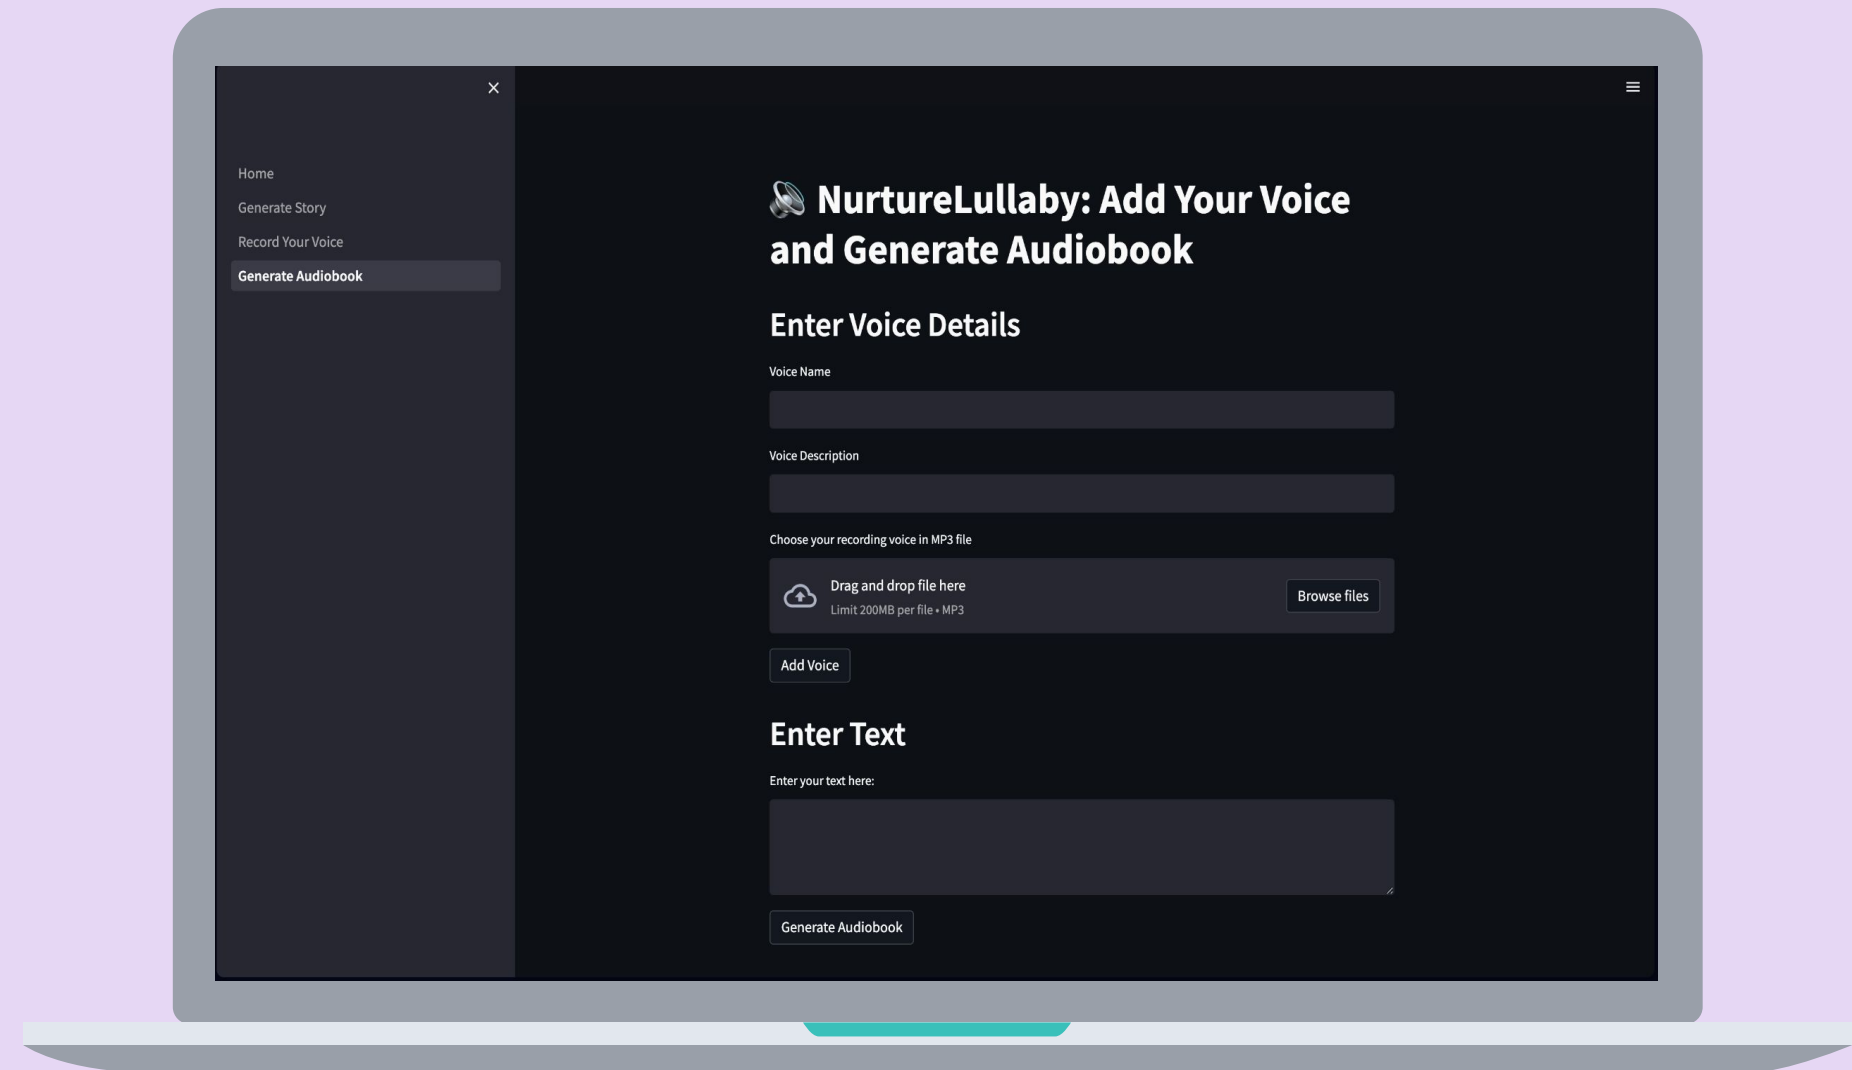 Home
Generate Story
Record Your Voice
Generate Audiobook
NurtureLullaby: Add Your Voice
and Generate Audiobook
Enter Voice Details
Voice Name
Voice Description
Choose your recording voice in MP3 file
Drag and drop file here
Limit 200MB per file • MP3
Browse files
Add Voice
Enter Text
Enter your text here:
Generate Audiobook